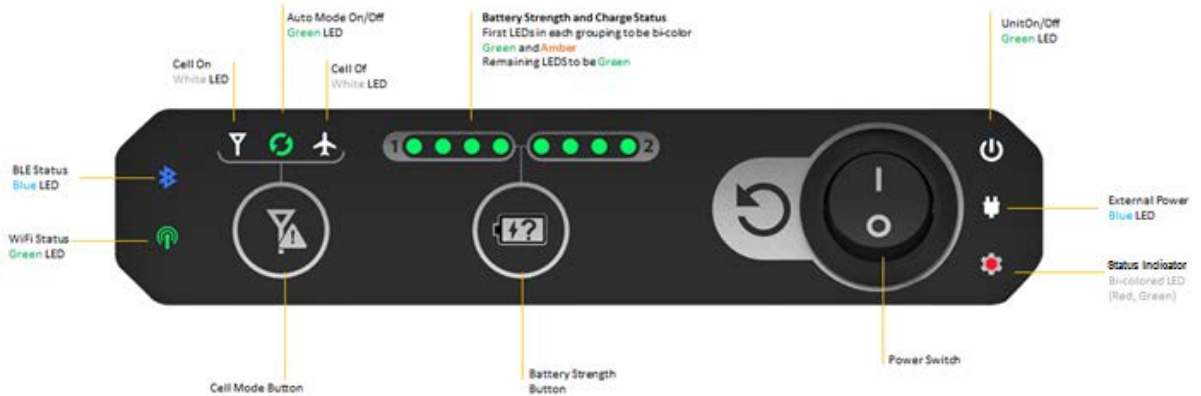 Auto Mode On/Off
Green LED
Battery Strength and Charge Status
First LEDs in each grouping to be bi-color
Green and Amber
Remaining LEDS to be Green
UnitOn/Off
Green LED
Cell On
White LED
Cell Of
White LED
1
2
BLE Status
Blue LED
External Power
Blue LED
WiFi Status
Green LED
Status Indicator
Bi-colored LED
(Red, Green)
?
Power Switch
Battery Strength
Button
Cell Mode Button